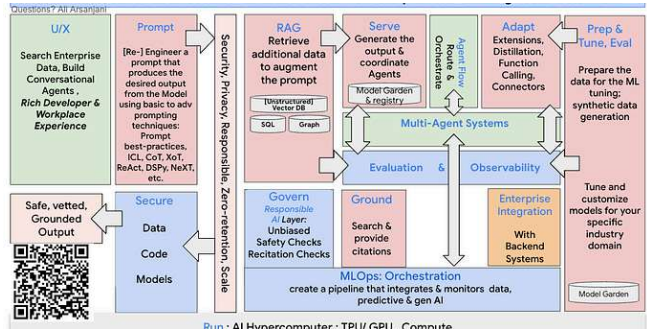 Questions? Ali Arsanjani
U/X
Search Enterprise
Data, Build
Conversational
Agents ,
Rich Developer &
Workplace
Experience
Prompt
[Re-] Engineer a
prompt that
produces the
desired output
from the Model
using basic to adv
prompting
techniques:
Prompt
best-practices,
ICL, CoT, XoT,
ReAct, DSPy, NeXT,
etc.
Security, Privacy, Responsible, Zero-retention, Scale
RAG
Retrieve
additional data
to augment
the prompt
[Unstructured]
Vector DB
SQL
Graph
Serve
Generate the
output &
coordinate
Agents
Model Garden
& registry
Agent Flow
Route &
Orchestrate
Adapt
Extensions,
Distillation,
Function
Calling,
Connectors
Prep &
Tune, Eval
Prepare the
data for the ML
tuning;
synthetic data
generation
Tune and
customize
models for your
specific
industry
domain
Model Garden
Multi-Agent Systems
Evaluation & Observability
Safe, vetted,
Grounded
Output
Secure
Data
Code
Models
Govern
Responsible
AI Layer:
Unbiased
Safety Checks
Recitation Checks
Ground
Search &
provide
citations
Enterprise
Integration
With
Backend
Systems
MLOps: Orchestration
create a pipeline that integrates & monitors data,
predictive & gen AI
Run : AI Hypercomputer : TPU/ GPU , Compute